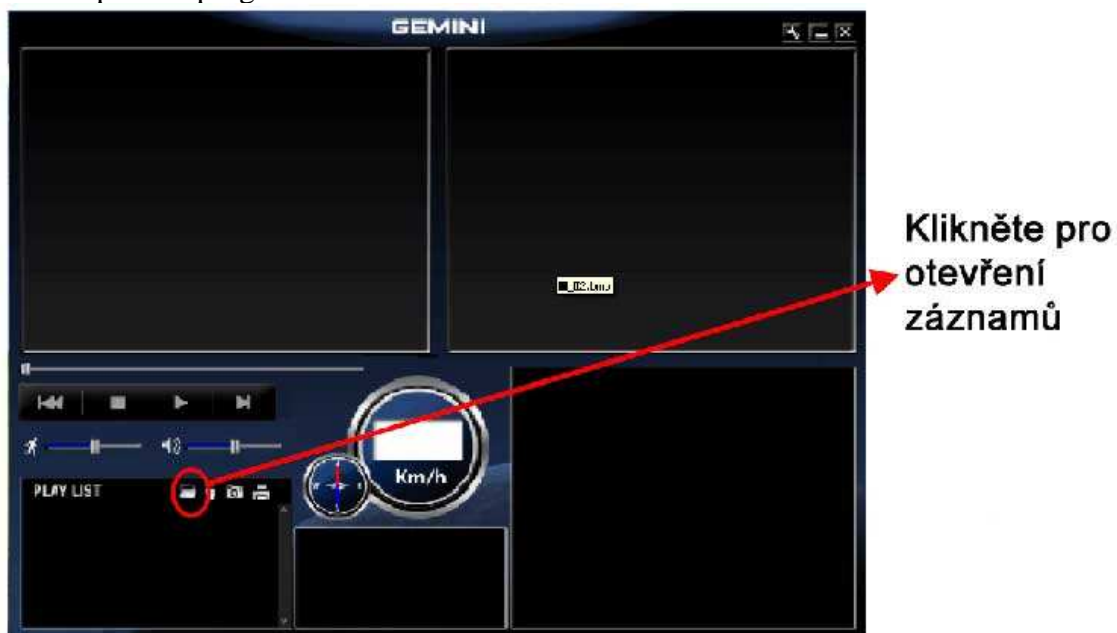 GEMINI
Klikněte pro
otevření
záznamů
Km/h
PLAY LIST